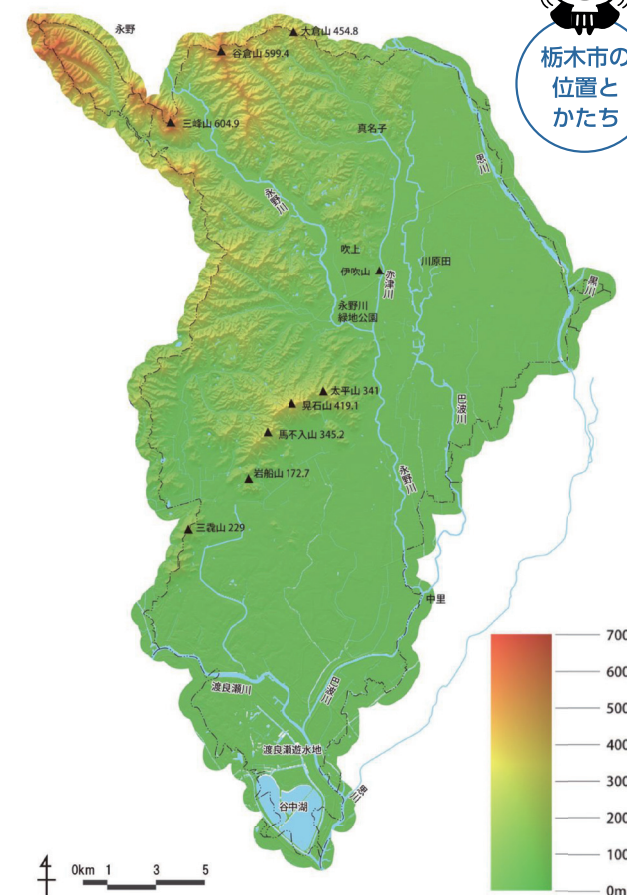 栃木市の
位置と
かたち
永野
大倉山 454.8
谷倉山 599.4
三峰山 604.9
真名子
思川
永野川
吹上
川原田
伊吹山
赤津川
黒川
永野川
緑地公園
太平山 341
晃石山 419.1
巴波川
馬不入山 345.2
永野川
岩船山 172.7
三毳山 229
中里
渡良瀬川
巴波川
渡良瀬遊水地
思川
谷中湖
700
600
500
400
300
200
100
0m
0km 1 3 5
4